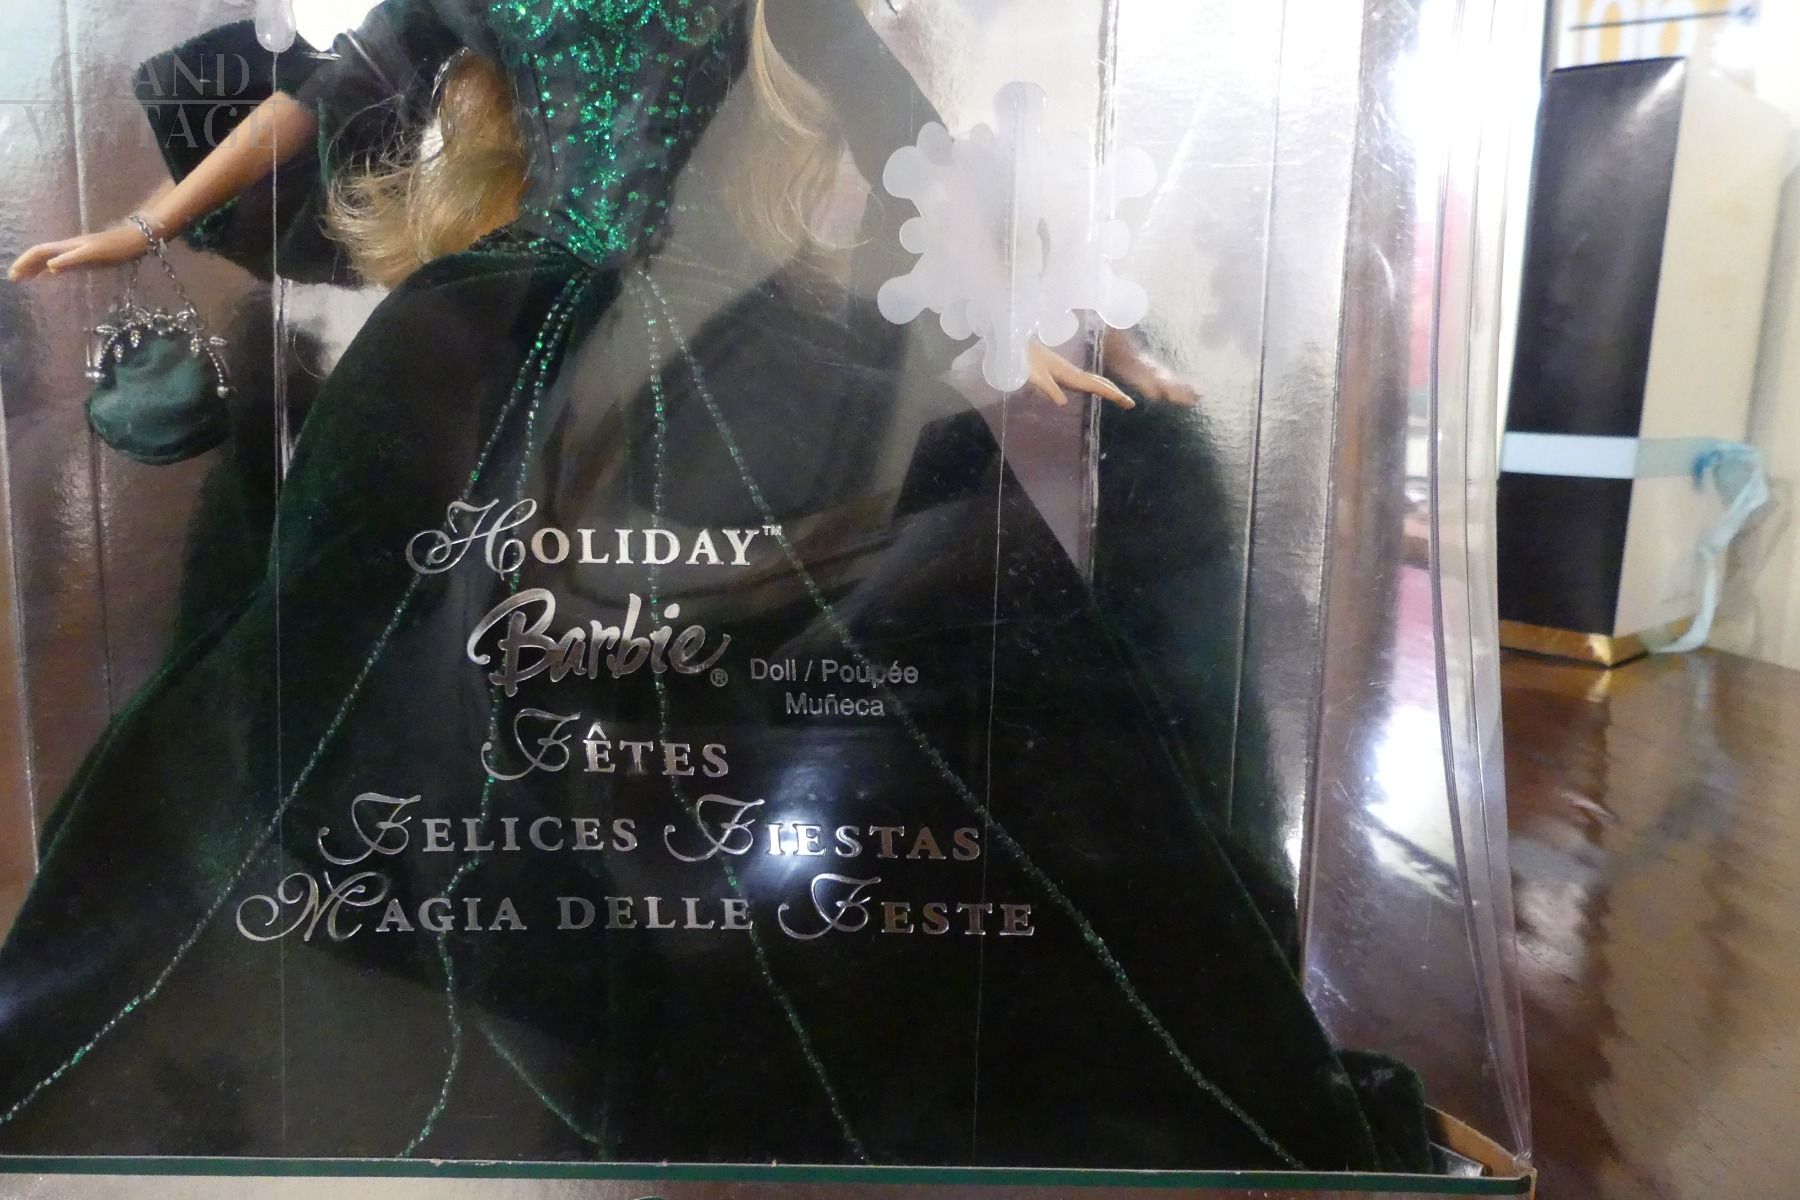 GRAND
VINTAGE
HOLIDAY™
Barbie® Doll / Poupée
Muñeca
FÊTES
FELICES FIESTAS
MAGIA DELLE FESTE